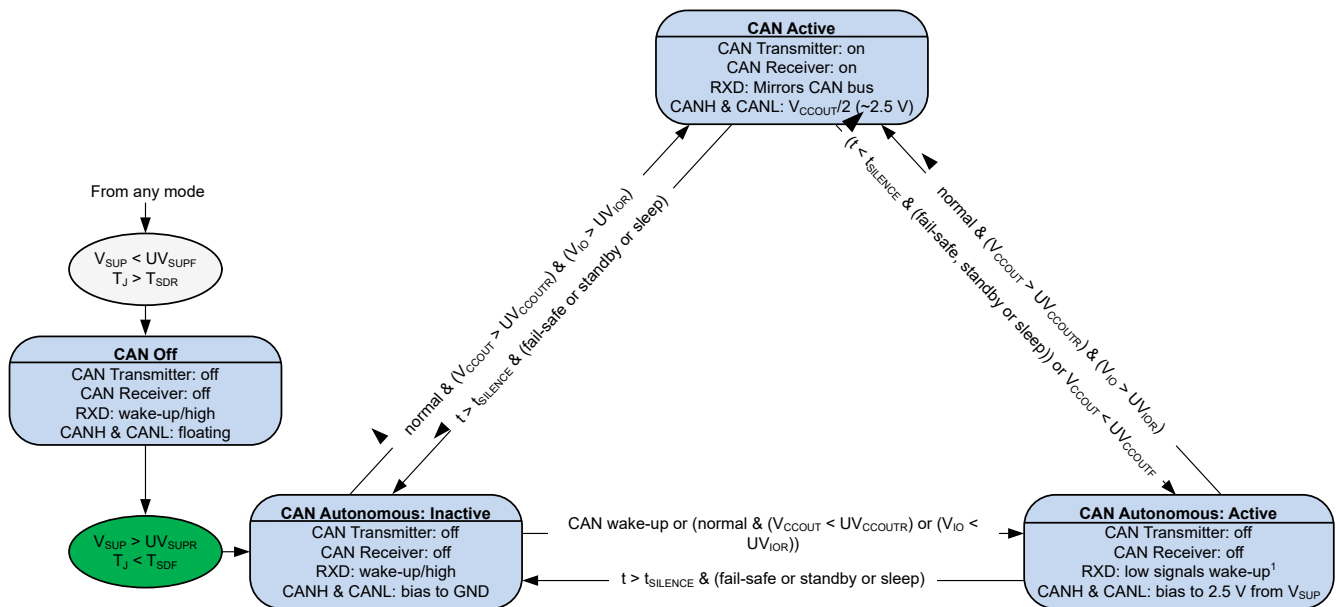 CAN Active
CAN Transmitter: on
CAN Receiver: on
RXD: Mirrors CAN bus
CANH & CANL: VCCOUT/2 (~2.5 V)
From any mode
VSUP < UVSUPF
TJ > TSDR
CAN Off
CAN Transmitter: off
CAN Receiver: off
RXD: wake-up/high
CANH & CANL: floating
VSUP > UVSUPR
TJ < TSDF
normal & (VCCOUT > UVCCOUTR) & (VIO > UVIOR)
t > tSILENCE & (fail-safe or standby or sleep)
(t < tSILENCE & (fail-safe, standby or sleep)) or VCCOUT < UVCCOUTF
normal & (VCCOUT > UVCCOUTR) & (VIO > UVIOR)
CAN Autonomous: Inactive
CAN Transmitter: off
CAN Receiver: off
RXD: wake-up/high
CANH & CANL: bias to GND
CAN wake-up or (normal & (VCCOUT < UVCCOUTR) or (VIO <
UVIOR))
t > tSILENCE & (fail-safe or standby or sleep)
CAN Autonomous: Active
CAN Transmitter: off
CAN Receiver: off
RXD: low signals wake-up1
CANH & CANL: bias to 2.5 V from VSUP